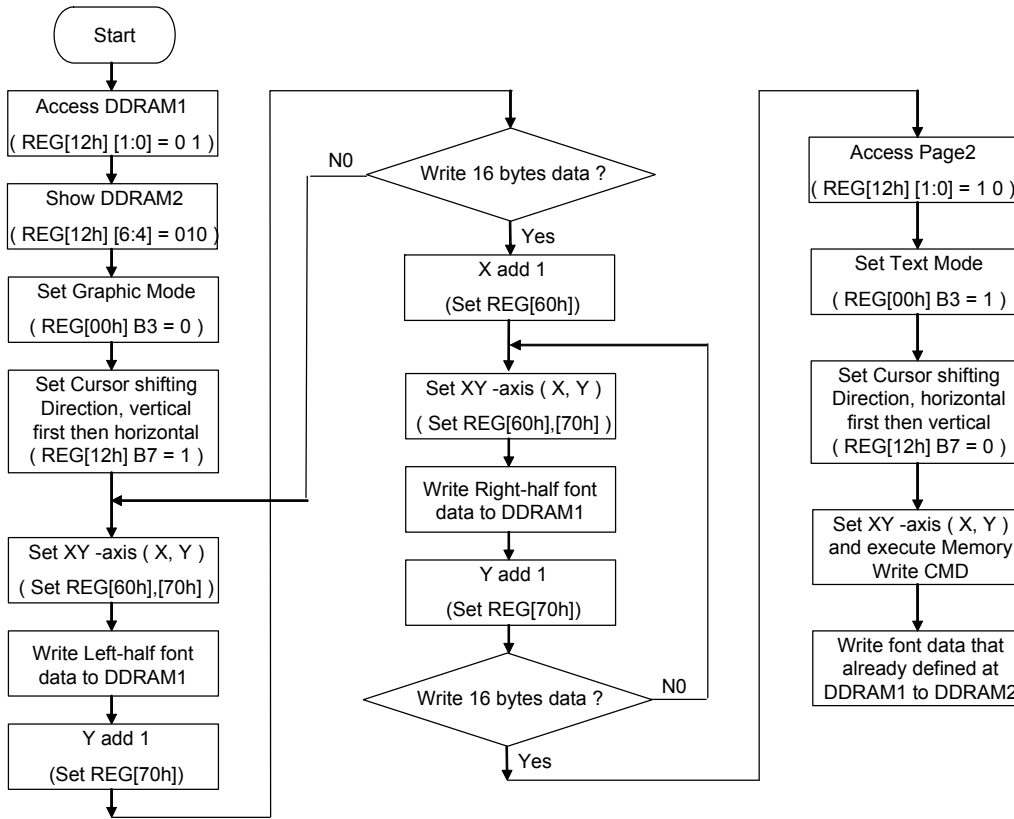 Start
Access DDRAM1
( REG[12h] [1:0] = 0 1 )
Show DDRAM2
(REG[12h] [6:4] = 010 )
Set Graphic Mode
( REG[00h] B3 = 0 )
Set Cursor shifting
Direction, vertical
first then horizontal
( REG[12h] B7 = 1 )
Set XY -axis ( X, Y )
( Set REG[60h],[70h] )
Write Left-half font
data to DDRAM1
Y add 1
(Set REG[70h])
Write 16 bytes data ?
N0
Yes
X add 1
(Set REG[60h])
Set XY -axis ( X, Y )
( Set REG[60h],[70h] )
Write Right-half font
data to DDRAM1
Y add 1
(Set REG[70h])
Write 16 bytes data ?
N0
Yes
Access Page2
( REG[12h] [1:0] = 1 0 )
Set Text Mode
( REG[00h] B3 = 1 )
Set Cursor shifting
Direction, horizontal
first then vertical
( REG[12h] B7 = 0 )
Set XY -axis ( X, Y )
and execute Memory
Write CMD
Write font data that
already defined at
DDRAM1 to DDRAM2